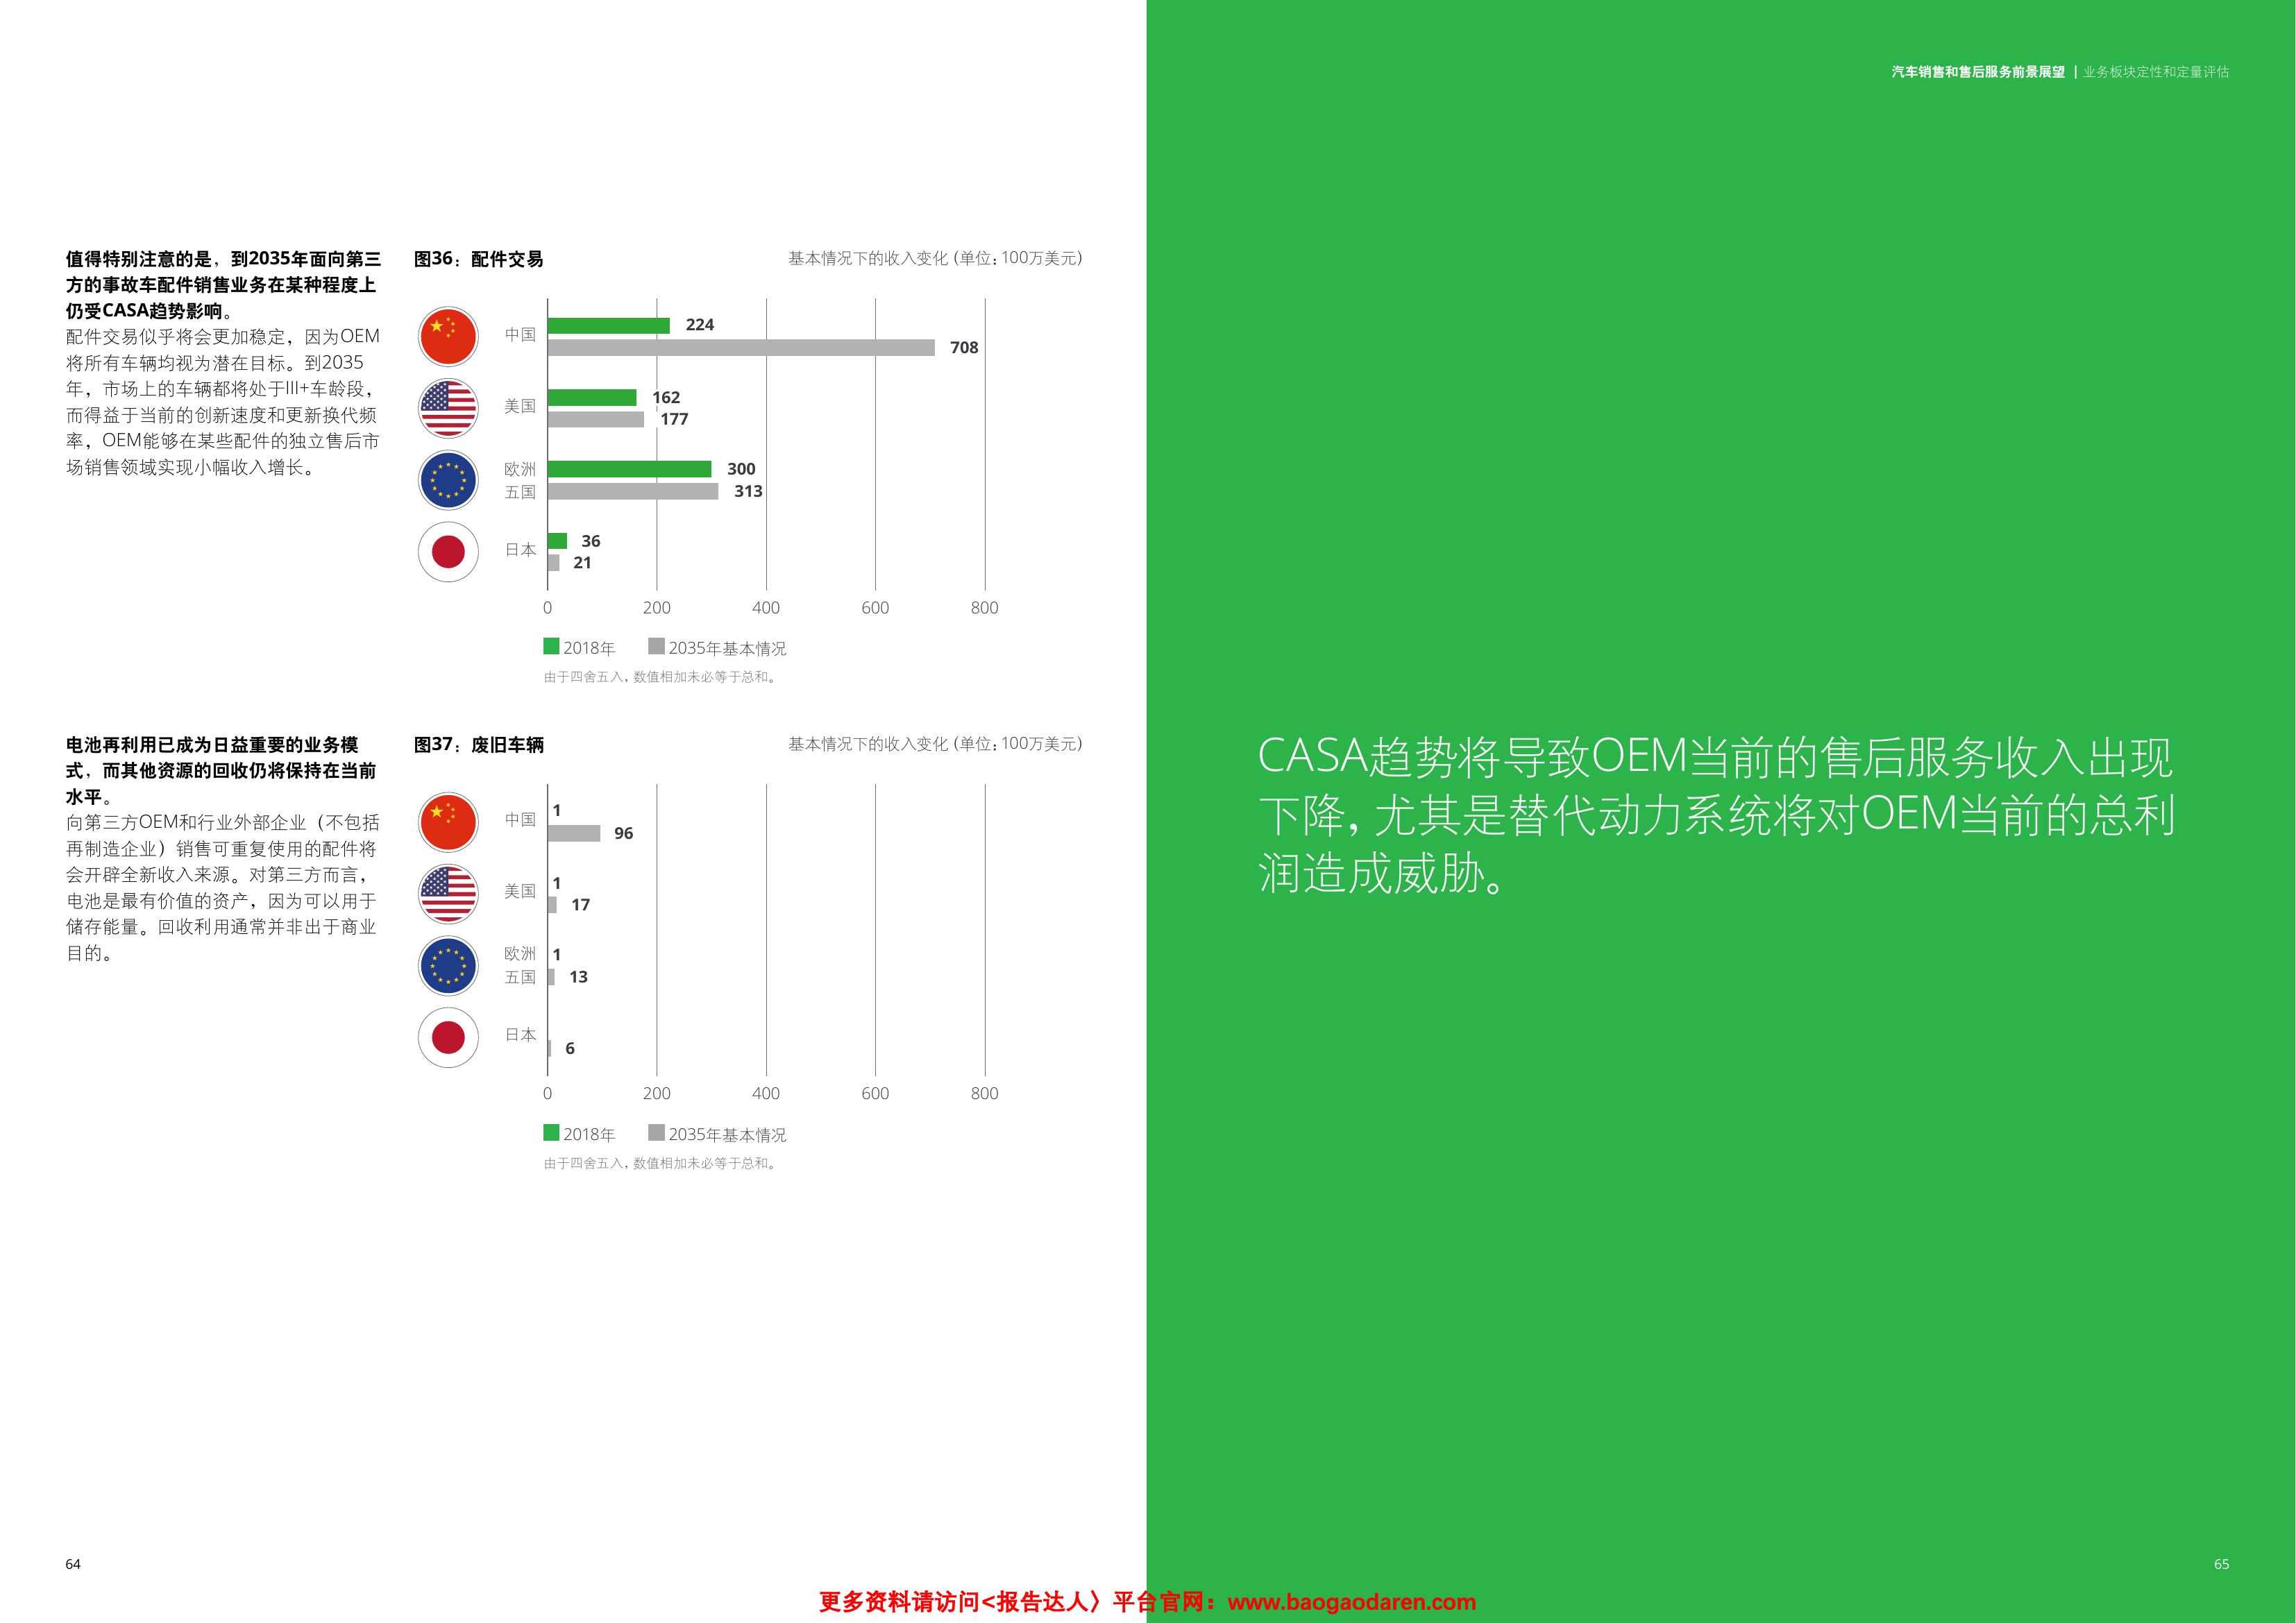 汽车销售和售后服务前景展望 | 业务板块定性和定量评估
值得特别注意的是，到2035年面向第三
方的事故车配件销售业务在某种程度上
仍受CASA趋势影响。
配件交易似乎将会更加稳定，因为OEM
将所有车辆均视为潜在目标。到2035
年，市场上的车辆都将处于III+车龄段，
而得益于当前的创新速度和更新换代频
率，OEM能够在某些配件的独立售后市
场销售领域实现小幅收入增长。
图36：配件交易
基本情况下的收入变化（单位：100万美元）
中国
224
708
美国
162
177
欧洲
五国
300
313
日本
36
21
0 200 400 600 800
2018年 2035年基本情况
由于四舍五入，数值相加未必等于总和。
电池再利用已成为日益重要的业务模
式，而其他资源的回收仍将保持在当前
水平。
向第三方OEM和行业外部企业（不包括
再制造企业）销售可重复使用的配件将
会开辟全新收入来源。对第三方而言，
电池是最有价值的资产，因为可以用于
储存能量。回收利用通常并非出于商业
目的。
图37：废旧车辆
基本情况下的收入变化（单位：100万美元）
中国
1
96
美国
1
17
欧洲
五国
1
13
日本
6
0 200 400 600 800
2018年 2035年基本情况
由于四舍五入，数值相加未必等于总和。
CASA趋势将导致OEM当前的售后服务收入出现
下降，尤其是替代动力系统将对OEM当前的总利
润造成威胁。
64
65
更多资料请访问<报告达人〉平台官网：www.baogaodaren.com